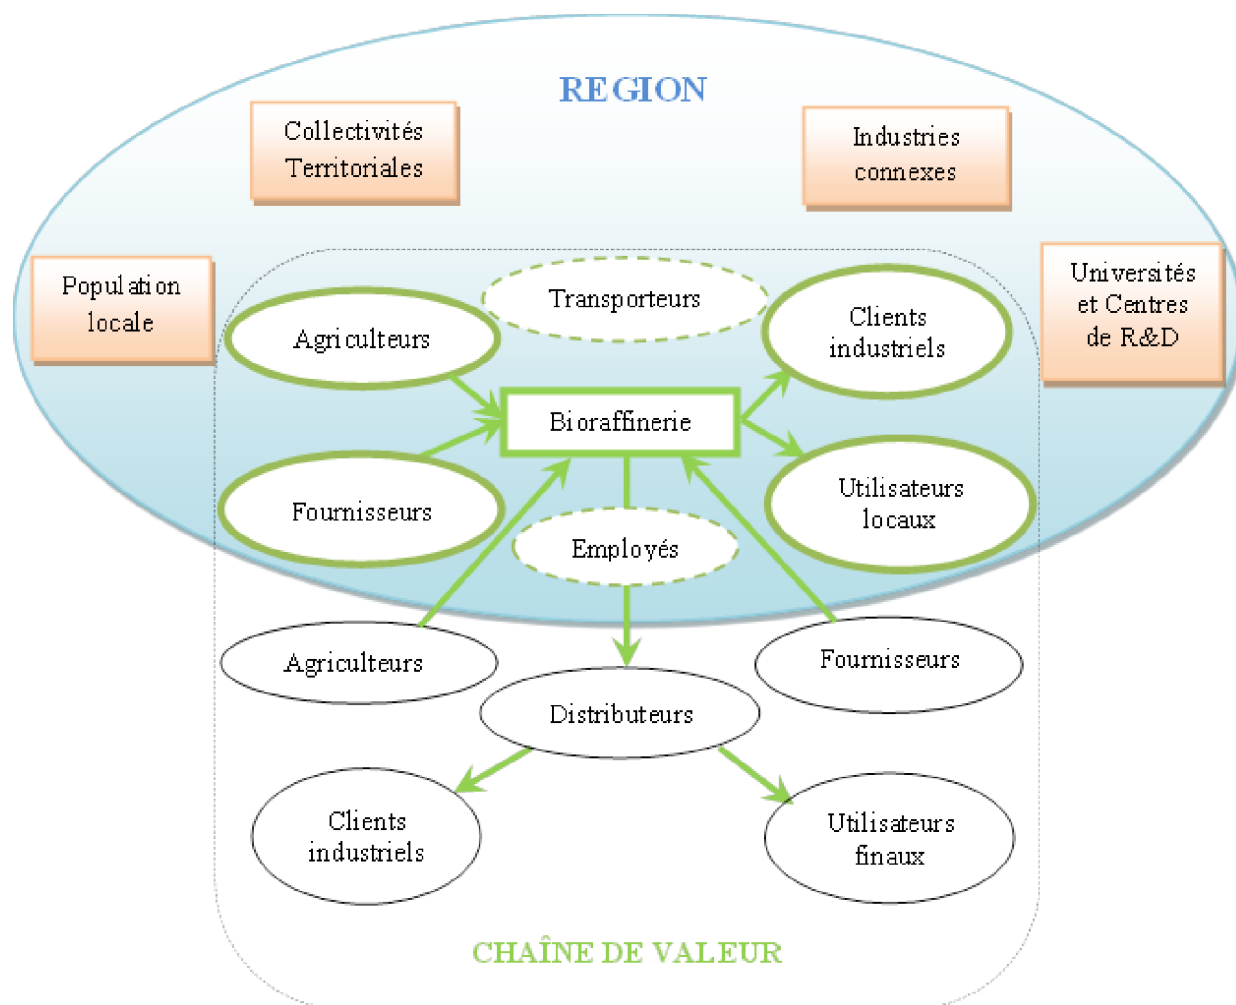 REGION
Collectivités
Territoriales
Industries
connexes
Population
locale
Universités
et Centres
de R&D
Agriculteurs
Transporteurs
Clients
industriels
Bioraffinerie
Fournisseurs
Employés
Utilisateurs
locaux
Agriculteurs
Fournisseurs
Distributeurs
Clients
industriels
Utilisateurs
finaux
CHAÎNE DE VALEUR